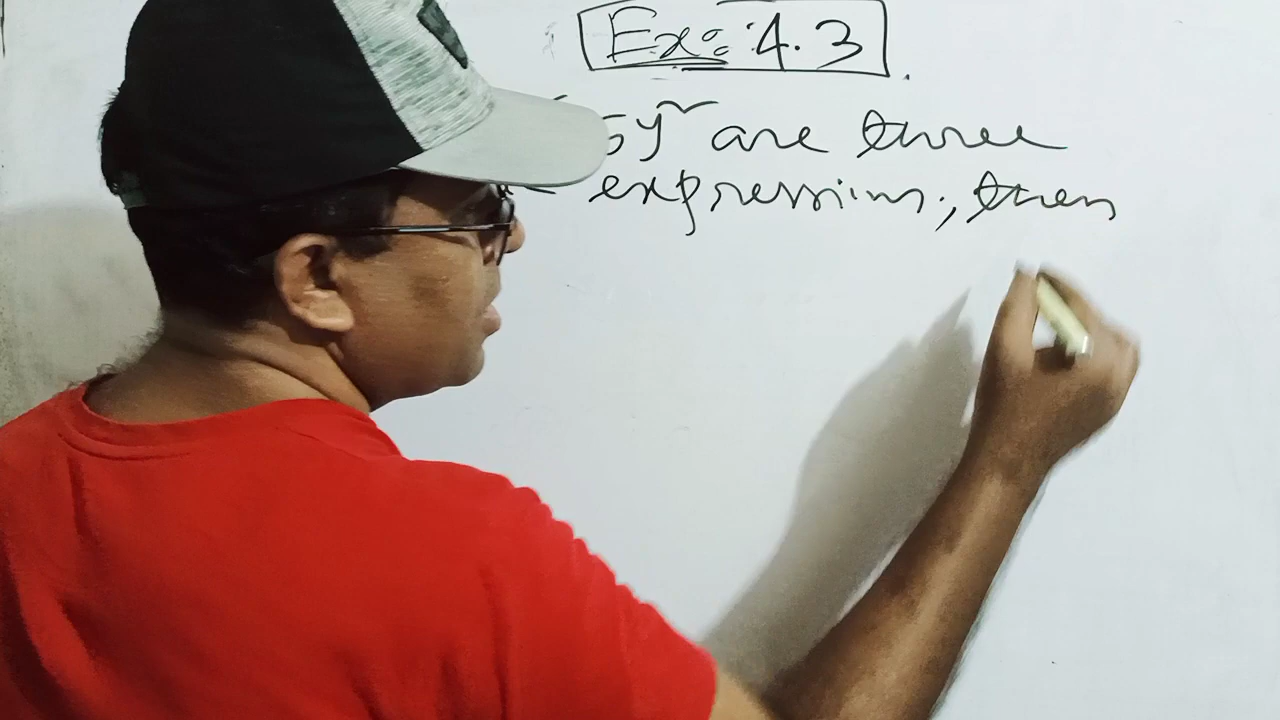 Ex: 4.3
5y² are three
expressions, then